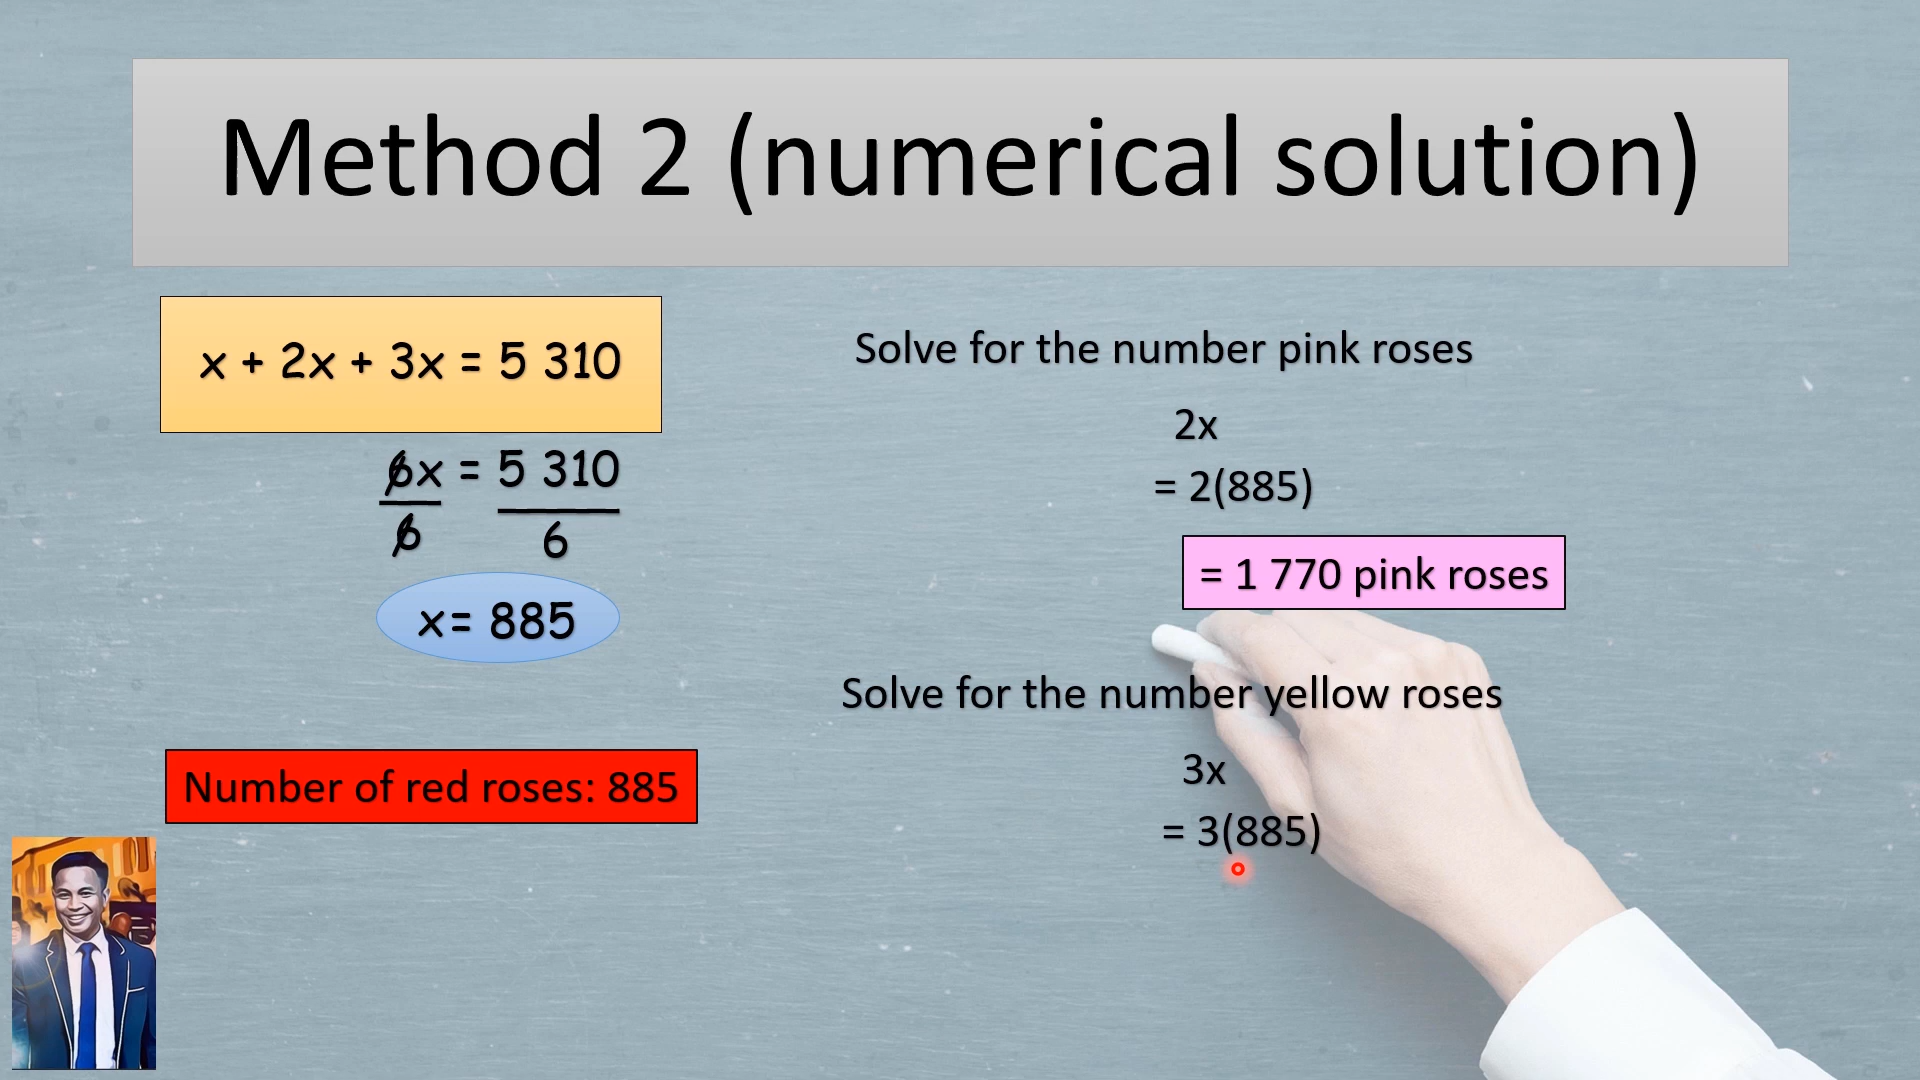 Method 2 (numerical solution)
x + 2x + 3x = 5 310
6x = 5 310
6 6
x = 885
Number of red roses: 885
Solve for the number pink roses
2x
= 2(885)
= 1 770 pink roses
Solve for the number yellow roses
3x
= 3(885)